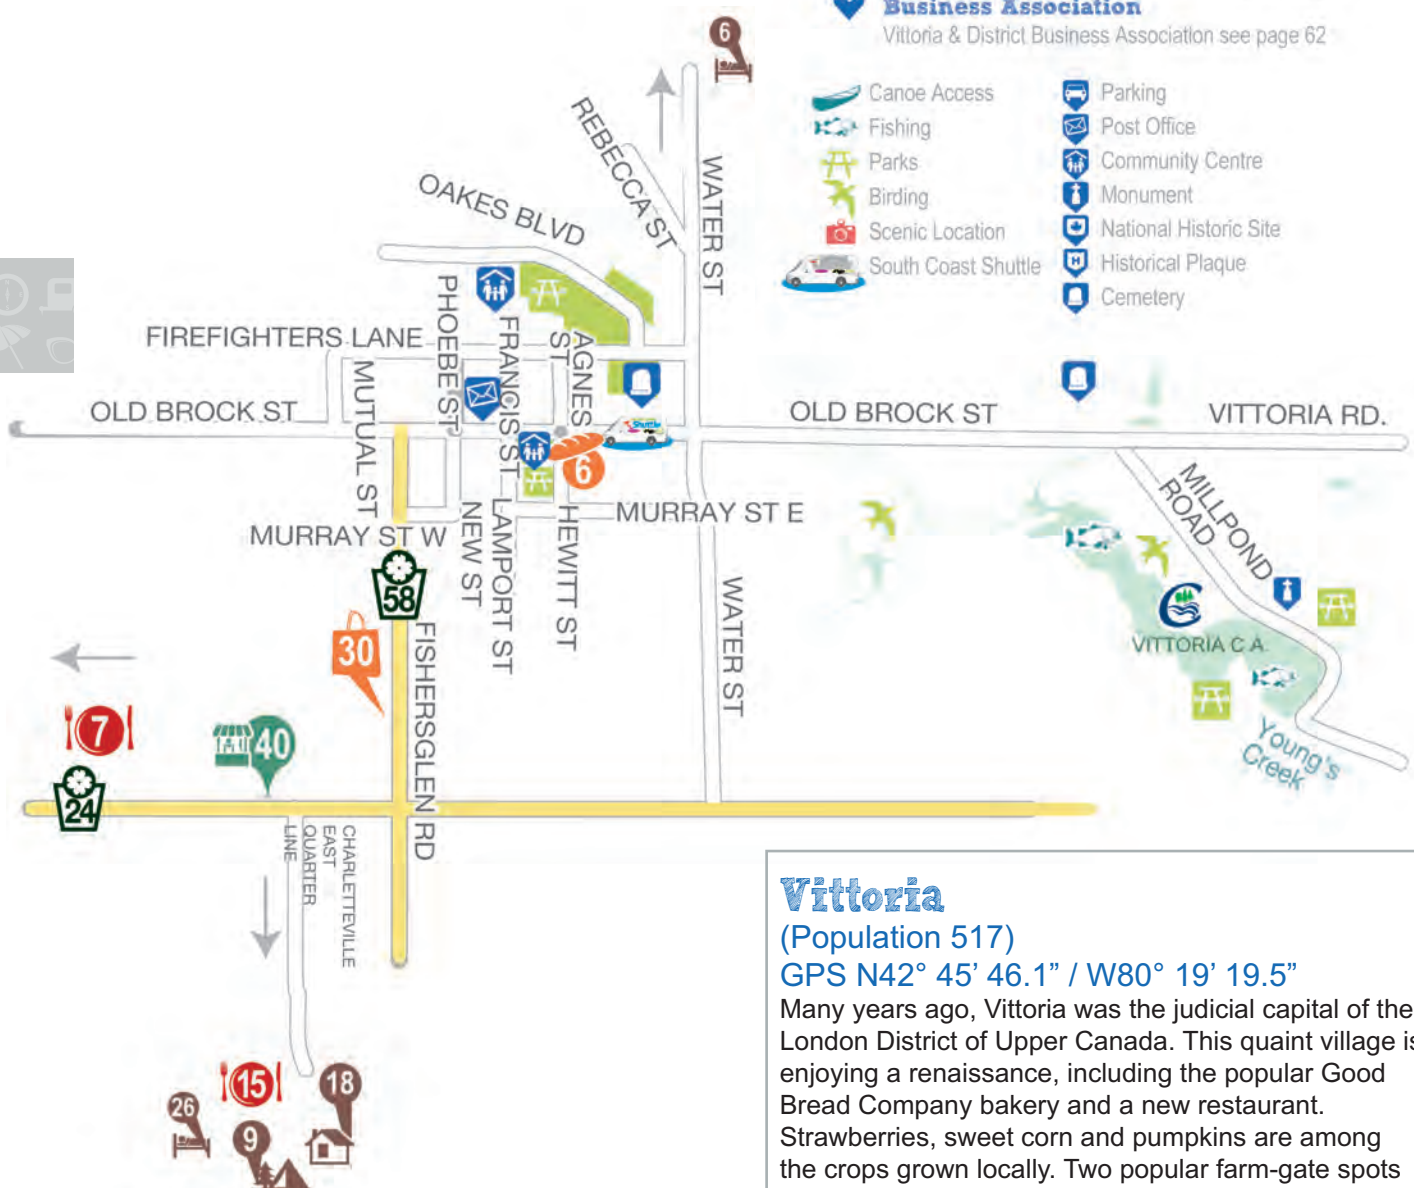 Business Association
Vittoria & District Business Association see page 62
Canoe Access
Fishing
Parks
Birding
Scenic Location
South Coast Shuttle
Parking
Post Office
Community Centre
Monument
National Historic Site
H
Historical Plaque
Cemetery
6
REBECCA ST
WATER ST
OAKES BLVD
PHOEBE ST
FIREFIGHTERS LANE
FRANCIS ST
AGNES
ST
MUTUAL ST
OLD BROCK ST
OLD BROCK ST
VITTORIA RD.
Shuttle
6
MURRAY ST W
NEW ST
LAMPORT ST
HEWITT ST
MURRAY ST E
MILLPOND
ROAD
58
30
FISHERSGLEN RD
WATER ST
VITTORIA C.A.
Young's
Creek
7
40
24
CHARLETTEVILLE
EAST
QUARTER
LINE
15
18
26
9
Vittoria
(Population 517)
GPS N42° 45’ 46.1” / W80° 19’ 19.5”
Many years ago, Vittoria was the judicial capital of the
London District of Upper Canada. This quaint village is
enjoying a renaissance, including the popular Good
Bread Company bakery and a new restaurant.
Strawberries, sweet corn and pumpkins are among
the crops grown locally. Two popular farm-gate spots